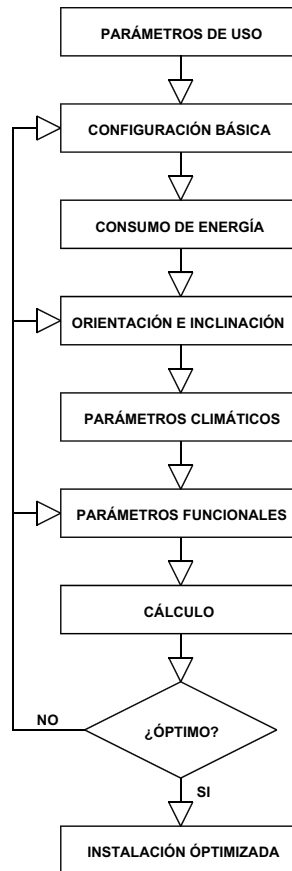 PARÁMETROS DE USO
CONFIGURACIÓN BÁSICA
CONSUMO DE ENERGÍA
ORIENTACIÓN E INCLINACIÓN
PARÁMETROS CLIMÁTICOS
PARÁMETROS FUNCIONALES
CÁLCULO
NO
¿ÓPTIMO?
SI
INSTALACIÓN ÓPTIMIZADA